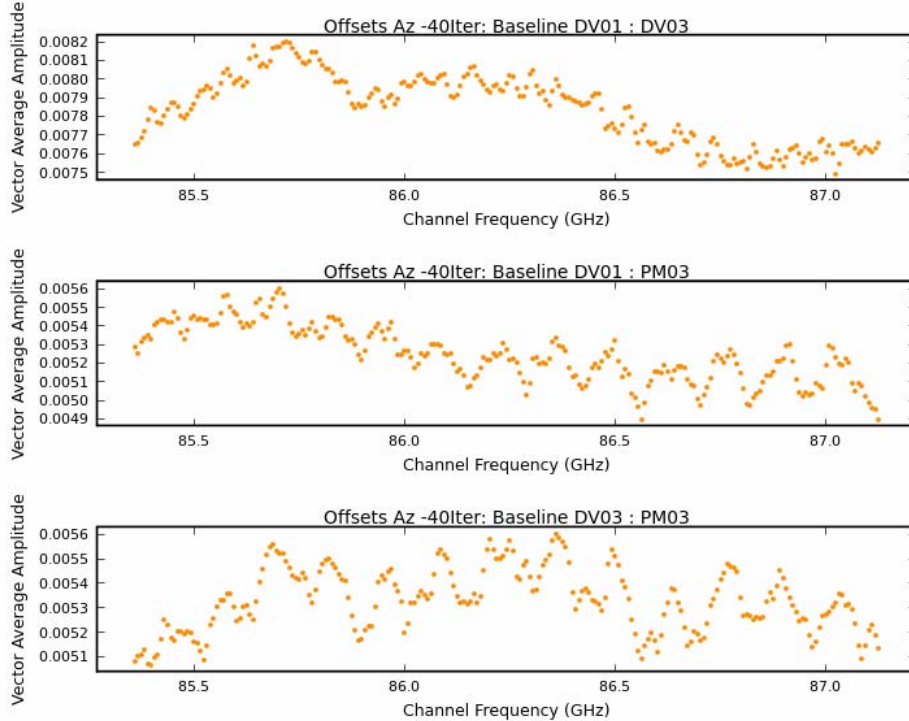 Offsets Az -40Iter: Baseline DV01 : DV03
Vector Average Amplitude
0.0082
0.0081
0.0080
0.0079
0.0077
0.0076
0.0075
85.5 86.0 86.5 87.0
Channel Frequency (GHz)
Offsets Az -40Iter: Baseline DV01 : PM03
Vector Average Amplitude
0.0056
0.0055
0.0054
0.0053
0.0052
0.0051
0.0050
0.0049
85.5 86.0 86.5 87.0
Channel Frequency (GHz)
Offsets Az -40Iter: Baseline DV03 : PM03
Vector Average Amplitude
0.0056
0.0055
0.0054
0.0053
0.0052
0.0051
85.5 86.0 86.5 87.0
Channel Frequency (GHz)